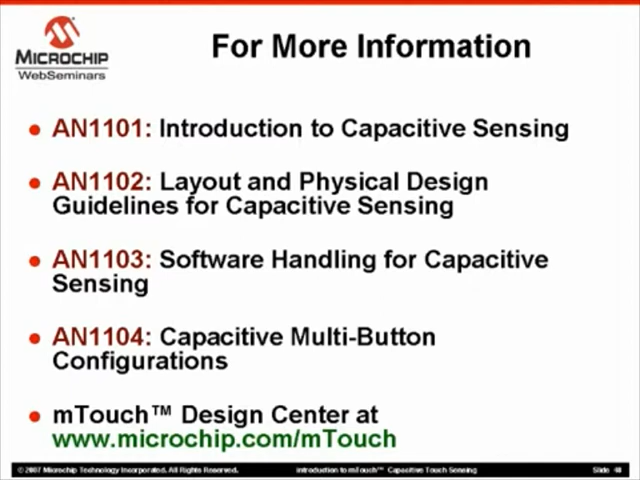 MICROCHIP
WebSeminars
For More Information
• AN1101: Introduction to Capacitive Sensing
• AN1102: Layout and Physical Design
Guidelines for Capacitive Sensing
• AN1103: Software Handling for Capacitive
Sensing
• AN1104: Capacitive Multi-Button
Configurations
• mTouch™ Design Center at
www.microchip.com/mTouch
© 2007 Microchip Technology Incorporated. All Rights Reserved. Introduction to mTouch™ Capacitive Touch Sensing Slide